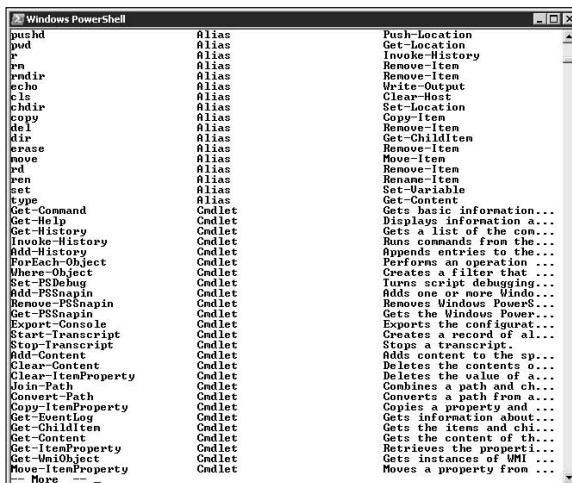 Windows PowerShell
pushd Alias Push-Location
pwd Alias Get-Location
r Alias Invoke-History
rm Alias Remove-Item
rmdir Alias Remove-Item
echo Alias Write-Output
cls Alias Clear-Host
chdir Alias Set-Location
copy Alias Copy-Item
del Alias Remove-Item
dir Alias Get-ChildItem
erase Alias Remove-Item
move Alias Move-Item
rd Alias Remove-Item
ren Alias Rename-Item
set Alias Set-Variable
type Alias Get-Content
Get-Command Cmdlet Gets basic information...
Get-Help Cmdlet Displays information a...
Get-History Cmdlet Gets a list of the com...
Invoke-History Cmdlet Runs commands from the...
Add-History Cmdlet Appends entries to the...
ForEach-Object Cmdlet Performs an operation ...
Where-Object Cmdlet Creates a filter that ...
Set-PSDebug Cmdlet Turns script debugging...
Add-PSSnapin Cmdlet Adds one or more Windo...
Remove-PSSnapin Cmdlet Removes Windows PowerS...
Get-PSSnapin Cmdlet Gets the Windows Power...
Export-Console Cmdlet Exports the configurat...
Start-Transcript Cmdlet Creates a record of al...
Stop-Transcript Cmdlet Stops a transcript.
Add-Content Cmdlet Adds content to the sp...
Clear-Content Cmdlet Deletes the contents o...
Clear-ItemProperty Cmdlet Deletes the value of a...
Join-Path Cmdlet Combines a path and ch...
Convert-Path Cmdlet Converts a path from a...
Copy-ItemProperty Cmdlet Copies a property and ...
Get-EventLog Cmdlet Gets information about...
Get-ChildItem Cmdlet Gets the items and chi...
Get-Content Cmdlet Gets the content of th...
Get-ItemProperty Cmdlet Retrieves the properti...
Get-WmiObject Cmdlet Gets instances of WMI ...
Move-ItemProperty Cmdlet Moves a property from ...
-- More -- _